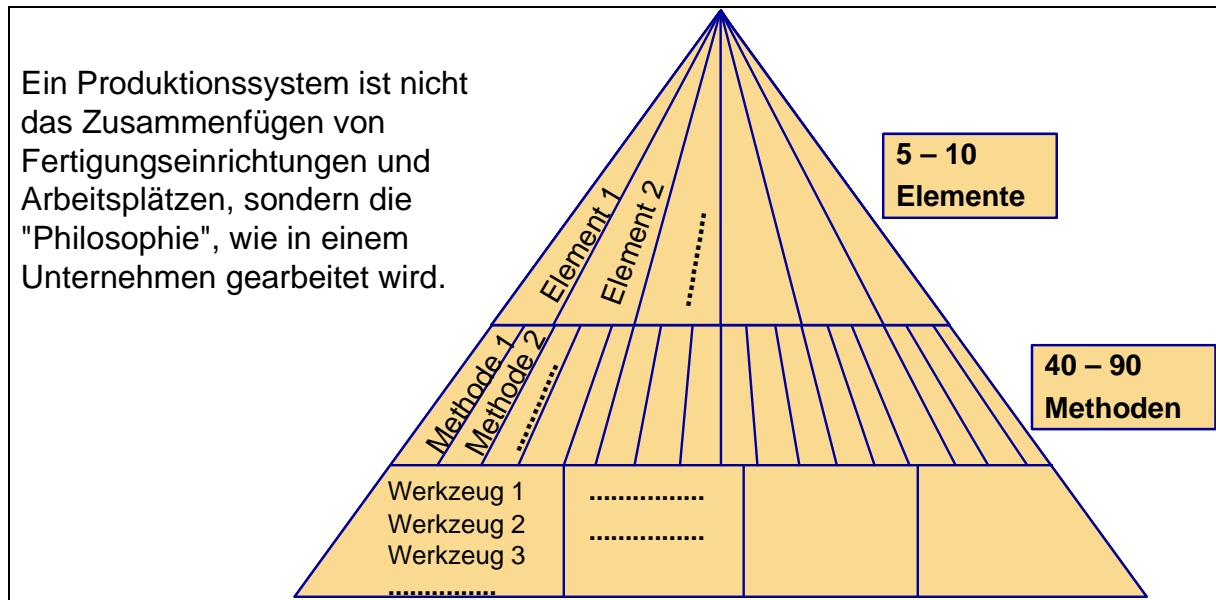 Ein Produktionssystem ist nicht
das Zusammenfügen von
Fertigungseinrichtungen und
Arbeitsplätzen, sondern die
"Philosophie", wie in einem
Unternehmen gearbeitet wird.
5 – 10
Elemente
Element 1
Element 2
..........
40 – 90
Methoden
Methode 1
Methode 2
............
Werkzeug 1
Werkzeug 2
Werkzeug 3
...............
................
................